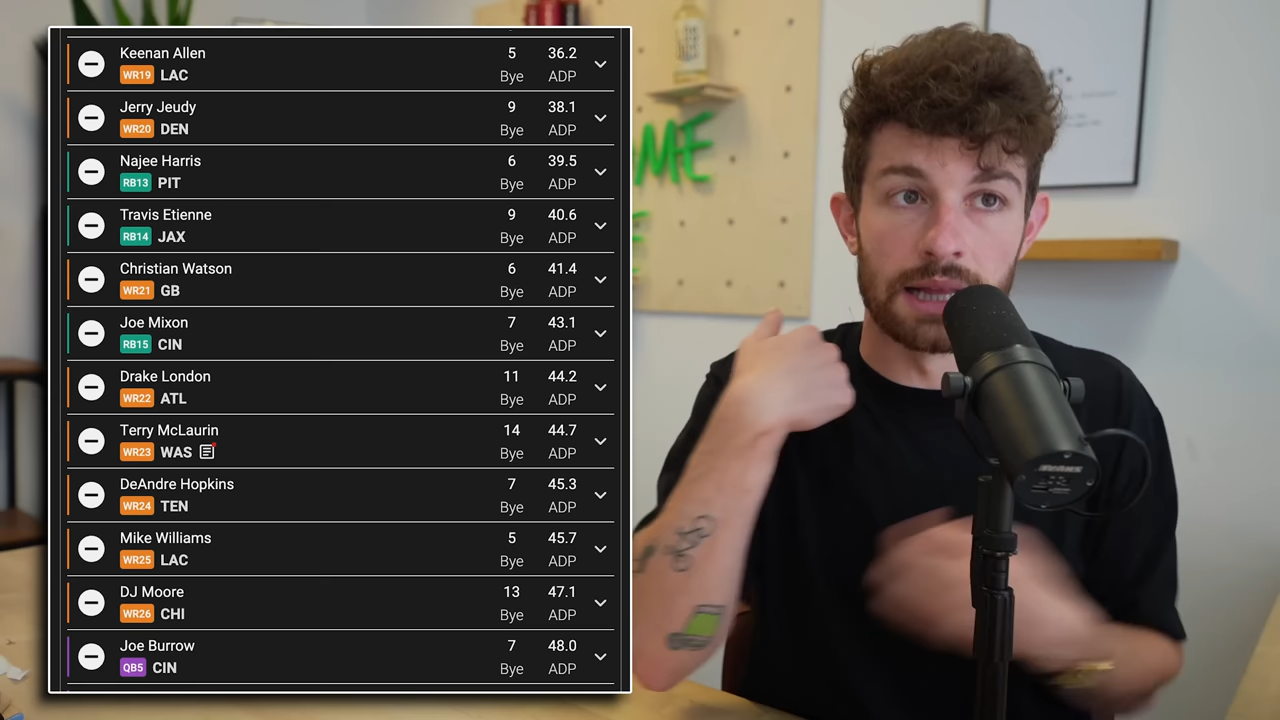 Keenan Allen 5 36.2
WR19 LAC Bye ADP
Jerry Jeudy 9 38.1
WR20 DEN Bye ADP
Najee Harris 6 39.5
RB13 PIT Bye ADP
Travis Etienne 9 40.6
RB14 JAX Bye ADP
Christian Watson 6 41.4
WR21 GB Bye ADP
Joe Mixon 7 43.1
RB15 CIN Bye ADP
Drake London 11 44.2
WR22 ATL Bye ADP
Terry McLaurin 14 44.7
WR23 WAS Bye ADP
DeAndre Hopkins 7 45.3
WR24 TEN Bye ADP
Mike Williams 5 45.7
WR25 LAC Bye ADP
DJ Moore 13 47.1
WR26 CHI Bye ADP
Joe Burrow 7 48.0
QB5 CIN Bye ADP
ME